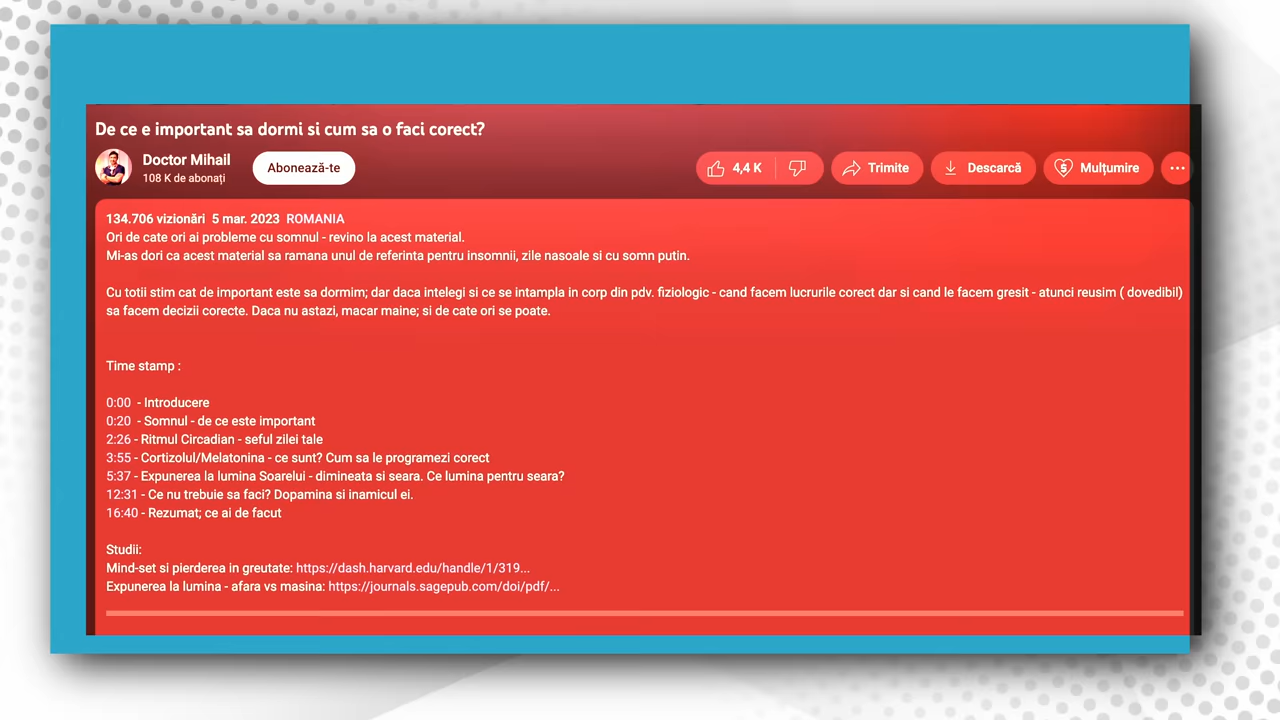 De ce e important sa dormi si cum sa o faci corect?
Doctor Mihail
108 K de abonați
Abonează-te
4,4 K
Trimite
Descarcă
Mulțumire
134.706 vizionări 5 mar. 2023 ROMANIA
Ori de cate ori ai probleme cu somnul - revino la acest material.
Mi-as dori ca acest material sa ramana unul de referinta pentru insomnii, zile nasoale si cu somn putin.
Cu totii stim cat de important este sa dormim; dar daca intelegi si ce se intampla in corp din pdv. fiziologic - cand facem lucrurile corect dar si cand le facem gresit - atunci reusim ( dovedibil)
sa facem decizii corecte. Daca nu astazi, macar maine; si de cate ori se poate.
Time stamp :
0:00 - Introducere
0:20 - Somnul - de ce este important
2:26 - Ritmul Circadian - seful zilei tale
3:55 - Cortizolul/Melatonina - ce sunt? Cum sa le programezi corect
5:37 - Expunerea la lumina Soarelui - dimineata si seara. Ce lumina pentru seara?
12:31 - Ce nu trebuie sa faci? Dopamina si inamicul ei.
16:40 - Rezumat; ce ai de facut
Studii:
Mind-set si pierderea in greutate: https://dash.harvard.edu/handle/1/319...
Expunerea la lumina - afara vs masina: https://journals.sagepub.com/doi/pdf/...